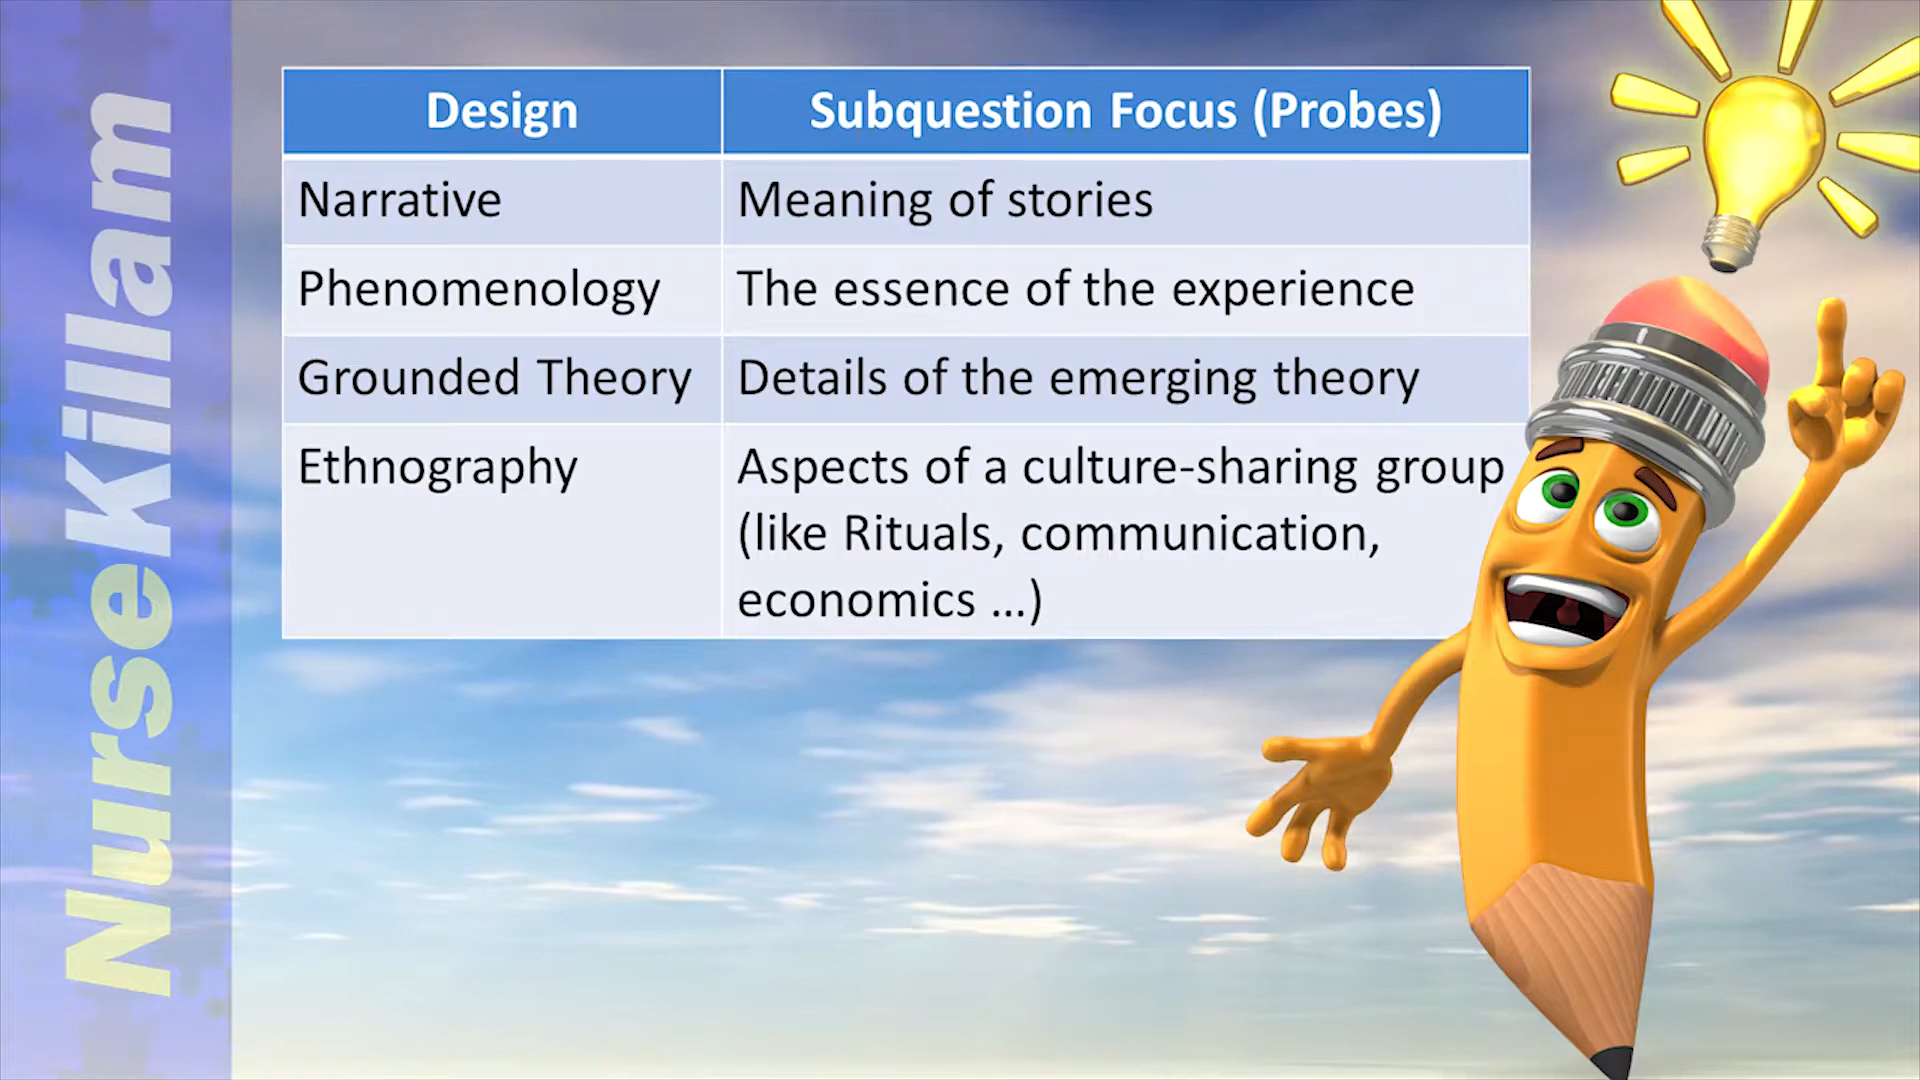 NurseKillam
Design
Subquestion Focus (Probes)
Narrative
Meaning of stories
Phenomenology
The essence of the experience
Grounded Theory
Details of the emerging theory
Ethnography
Aspects of a culture-sharing group
(like Rituals, communication,
economics ...)